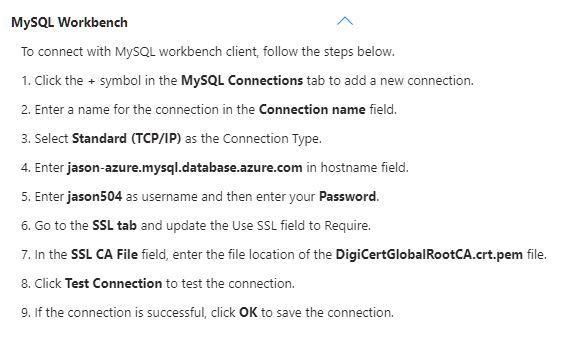 MySQL Workbench
To connect with MySQL workbench client, follow the steps below.
1. Click the + symbol in the MySQL Connections tab to add a new connection.
2. Enter a name for the connection in the Connection name field.
3. Select Standard (TCP/IP) as the Connection Type.
4. Enter jason-azure.mysql.database.azure.com in hostname field.
5. Enter jason504 as username and then enter your Password.
6. Go to the SSL tab and update the Use SSL field to Require.
7. In the SSL CA File field, enter the file location of the DigiCertGlobalRootCA.crt.pem file.
8. Click Test Connection to test the connection.
9. If the connection is successful, click OK to save the connection.